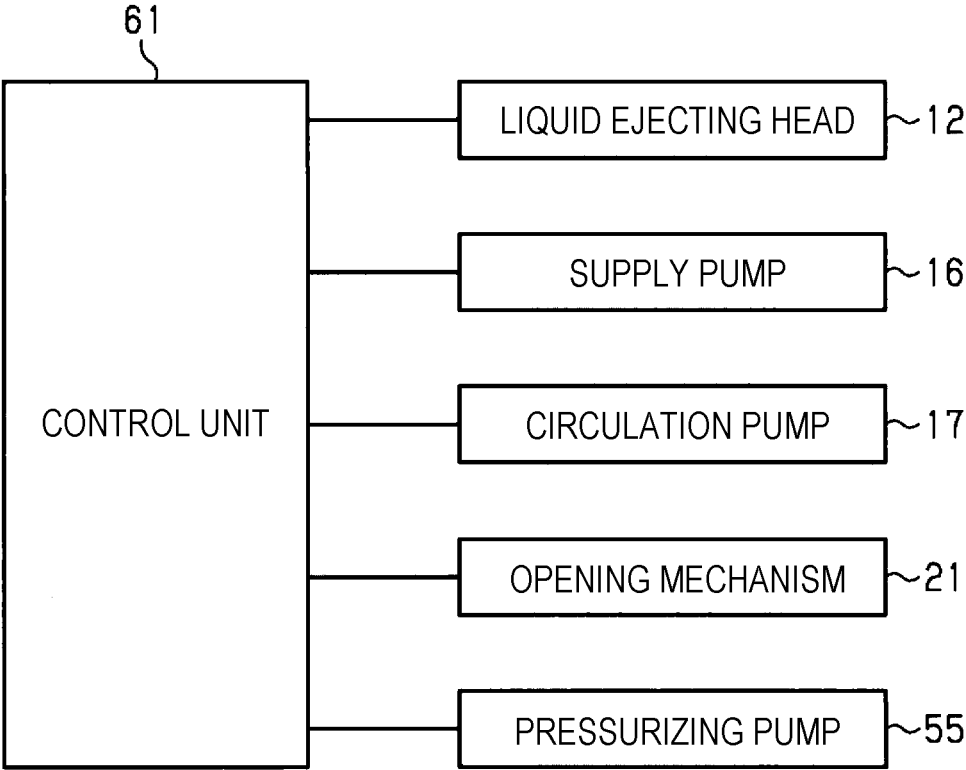 61
LIQUID EJECTING HEAD 12
SUPPLY PUMP 16
CONTROL UNIT
CIRCULATION PUMP 17
OPENING MECHANISM 21
PRESSURIZING PUMP 55